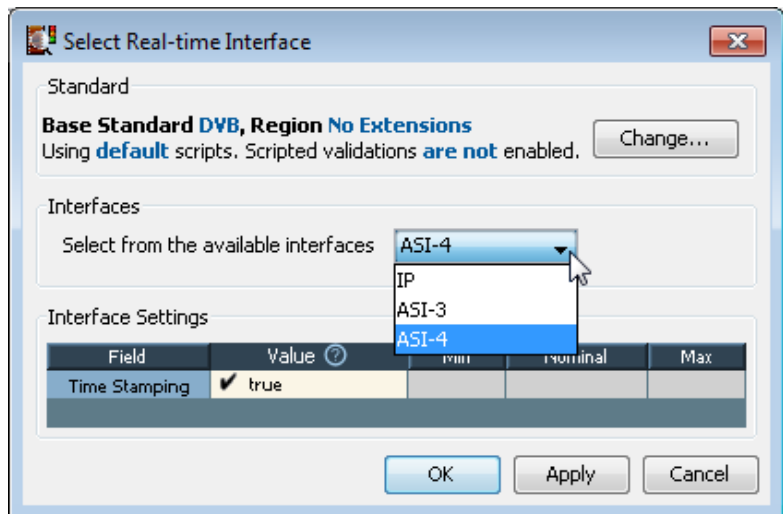 Select Real-time Interface
Standard
Base Standard DVB, Region No Extensions
Using default scripts. Scripted validations are not enabled.
Change...
Interfaces
Select from the available interfaces
ASI-4
IP
ASI-3
ASI-4
Interface Settings
Field Value ? Min Nominal Max
Time Stamping ✔ true
OK Apply Cancel